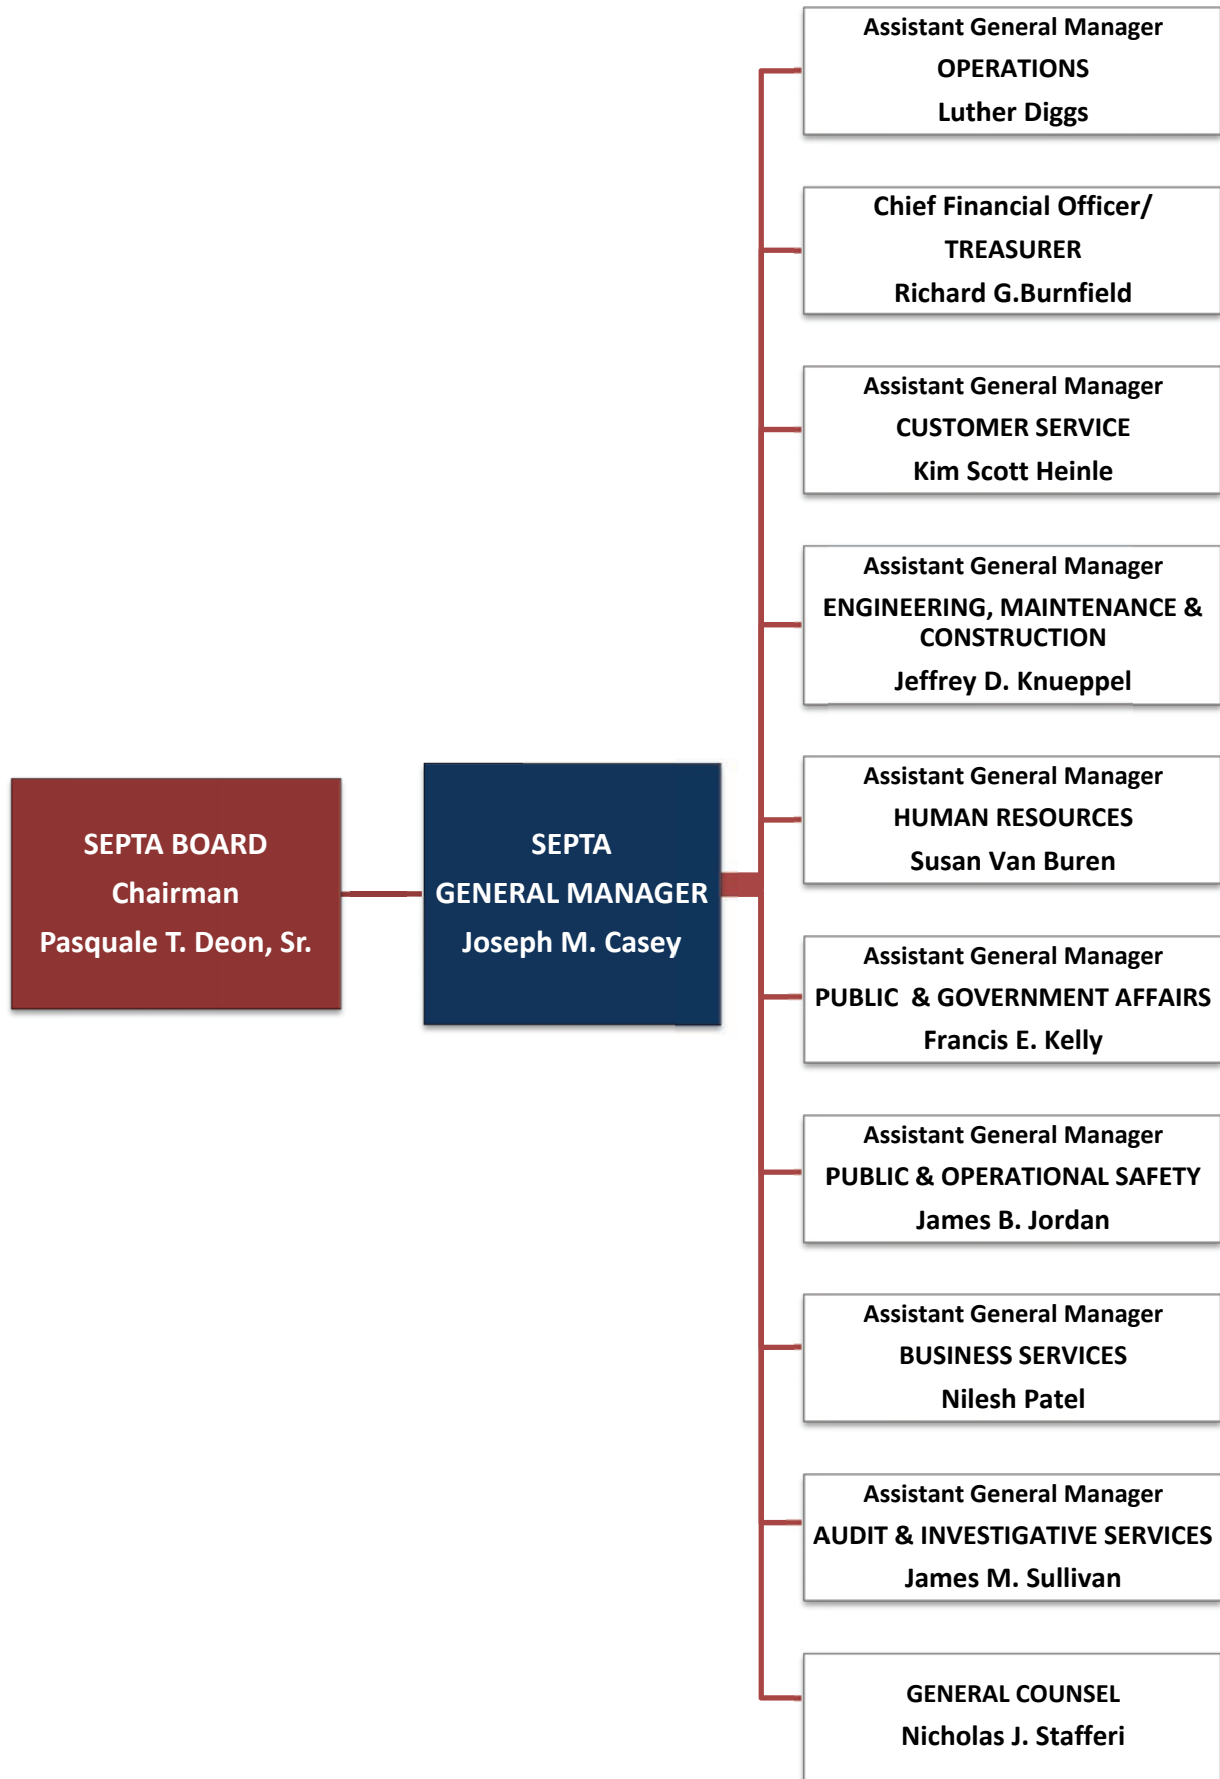 SEPTA BOARD
Chairman
Pasquale T. Deon, Sr.
SEPTA
GENERAL MANAGER
Joseph M. Casey
Assistant General Manager
OPERATIONS
Luther Diggs
Chief Financial Officer/
TREASURER
Richard G.Burnfield
Assistant General Manager
CUSTOMER SERVICE
Kim Scott Heinle
Assistant General Manager
ENGINEERING, MAINTENANCE &
CONSTRUCTION
Jeffrey D. Knueppel
Assistant General Manager
HUMAN RESOURCES
Susan Van Buren
Assistant General Manager
PUBLIC & GOVERNMENT AFFAIRS
Francis E. Kelly
Assistant General Manager
PUBLIC & OPERATIONAL SAFETY
James B. Jordan
Assistant General Manager
BUSINESS SERVICES
Nilesh Patel
Assistant General Manager
AUDIT & INVESTIGATIVE SERVICES
James M. Sullivan
GENERAL COUNSEL
Nicholas J. Stafferi